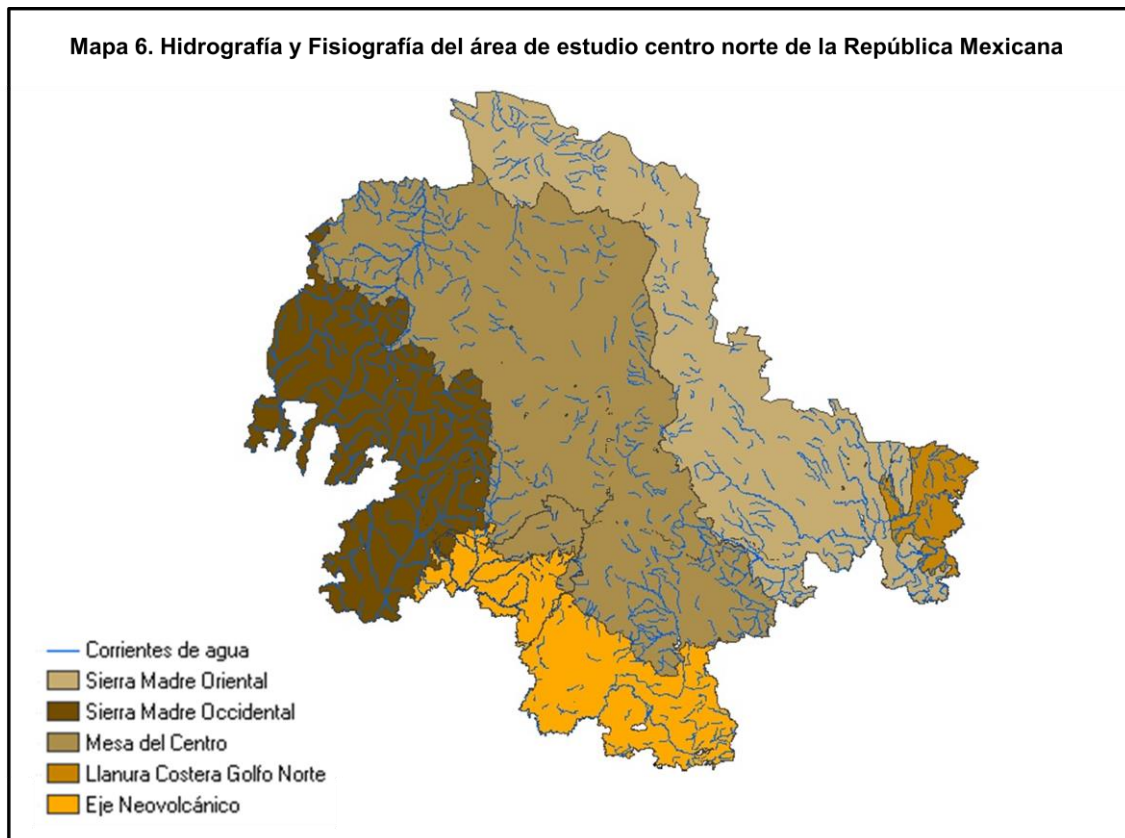 Mapa 6. Hidrografía y Fisiografía del área de estudio centro norte de la República Mexicana
Corrientes de agua
Sierra Madre Oriental
Sierra Madre Occidental
Mesa del Centro
Llanura Costera Golfo Norte
Eje Neovolcánico